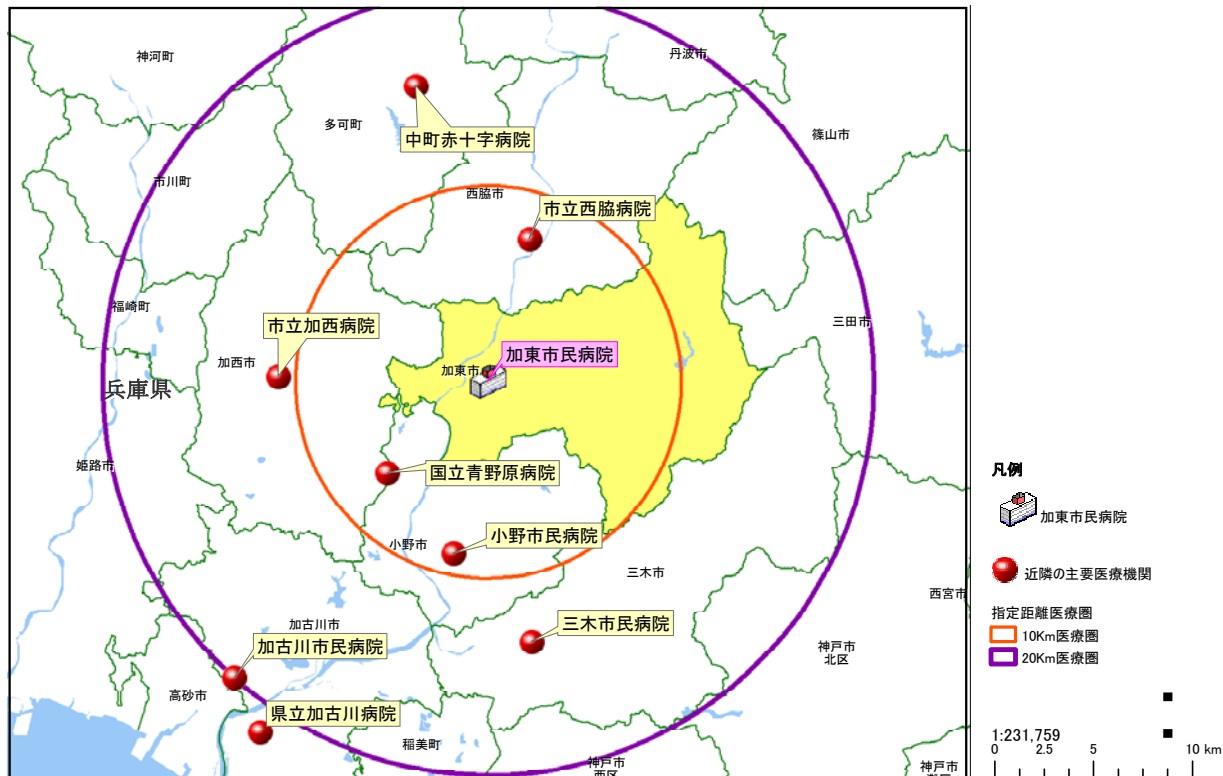 神河町
丹波市
多可町
中町赤十字病院
篠山市
市川町
西脇市
市立西脇病院
福崎町
市立加西病院
三田市
加西市
加東市民病院
加東市
兵庫県
姫路市
国立青野原病院
小野市
小野市民病院
三木市
西宮市
加古川市
三木市民病院
加古川市民病院
神戸市
北区
高砂市
県立加古川病院
稲美町
神戸市
西区
神戸市
凡例
加東市民病院
近隣の主要医療機関
指定距離医療圏
10Km医療圏
20Km医療圏
1:231,759
0 2.5 5 10 km